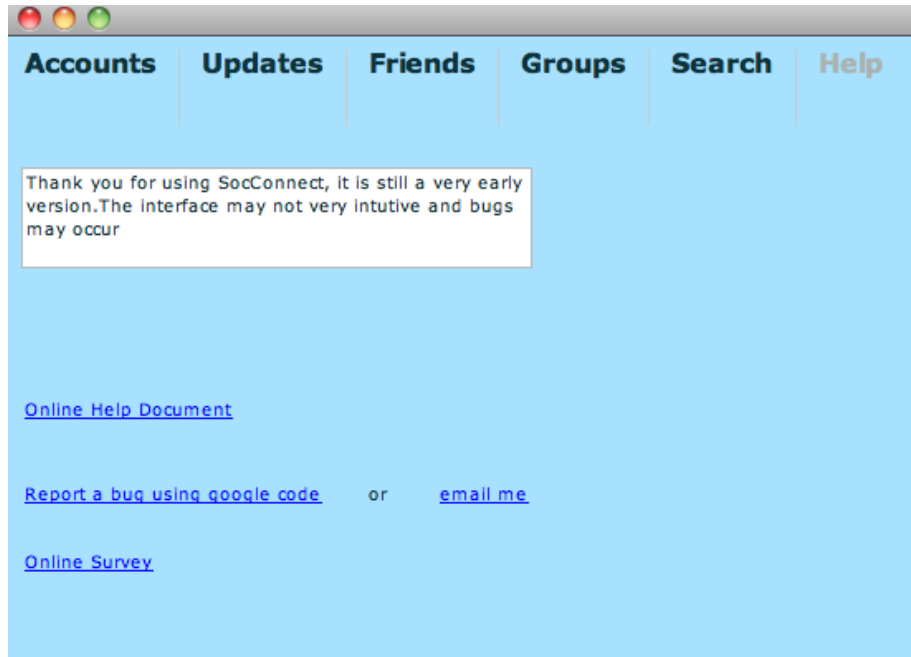 Accounts Updates Friends Groups Search Help
Thank you for using SocConnect, it is still a very early
version.The interface may not very intutive and bugs
may occur
Online Help Document
Report a bug using google code or email me
Online Survey